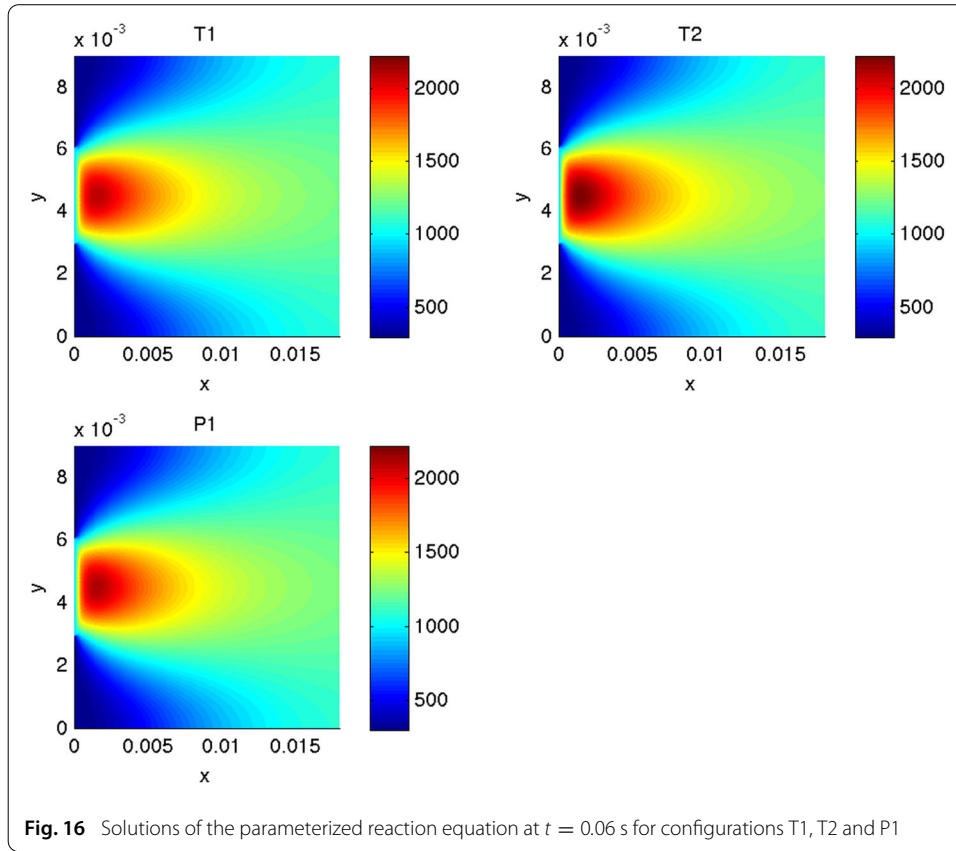 x 10⁻³
T1
8
6
4
2
0
y
0 0.005 0.01 0.015
x
2000
1500
1000
500
x 10⁻³
T2
8
6
4
2
0
y
0 0.005 0.01 0.015
x
2000
1500
1000
500
x 10⁻³
P1
8
6
4
2
0
y
0 0.005 0.01 0.015
x
2000
1500
1000
500
Fig. 16 Solutions of the parameterized reaction equation at t = 0.06 s for configurations T1, T2 and P1